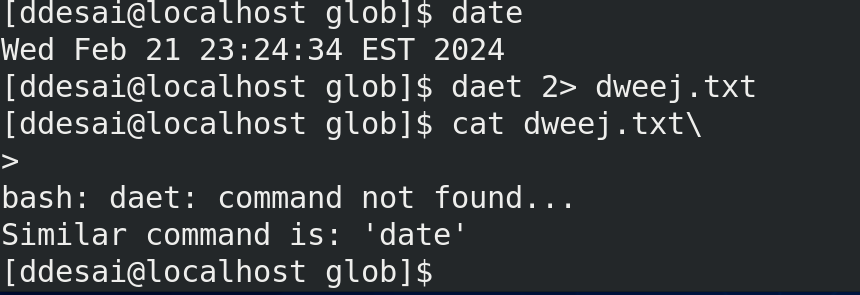 [ddesai@localhost glob]$ date
Wed Feb 21 23:24:34 EST 2024
[ddesai@localhost glob]$ daet 2> dweej.txt
[ddesai@localhost glob]$ cat dweej.txt\
>
bash: daet: command not found...
Similar command is: 'date'
[ddesai@localhost glob]$